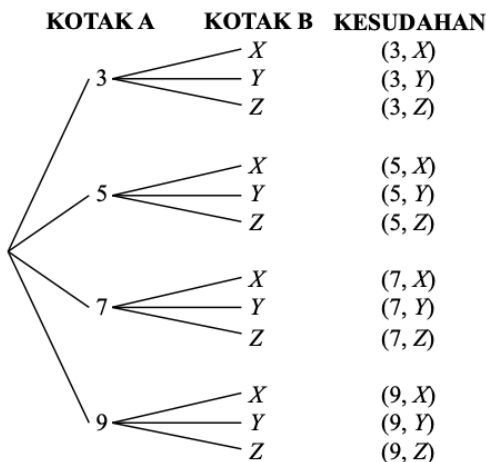 KOTAK A KOTAK B KESUDAHAN
X (3, X)
3 Y (3, Y)
Z (3, Z)
X (5, X)
5 Y (5, Y)
Z (5, Z)
X (7, X)
7 Y (7, Y)
Z (7, Z)
X (9, X)
9 Y (9, Y)
Z (9, Z)